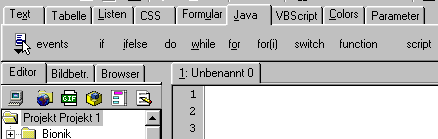 Text Tabelle Listen CSS Formular Java VBScript Colors Parameter
events if ifelse do while for for(i) switch function script
Editor Bildbetr. Browser 1: Unbenannt 0
GIF
1
Projekt Projekt 1 2
Bionik 3